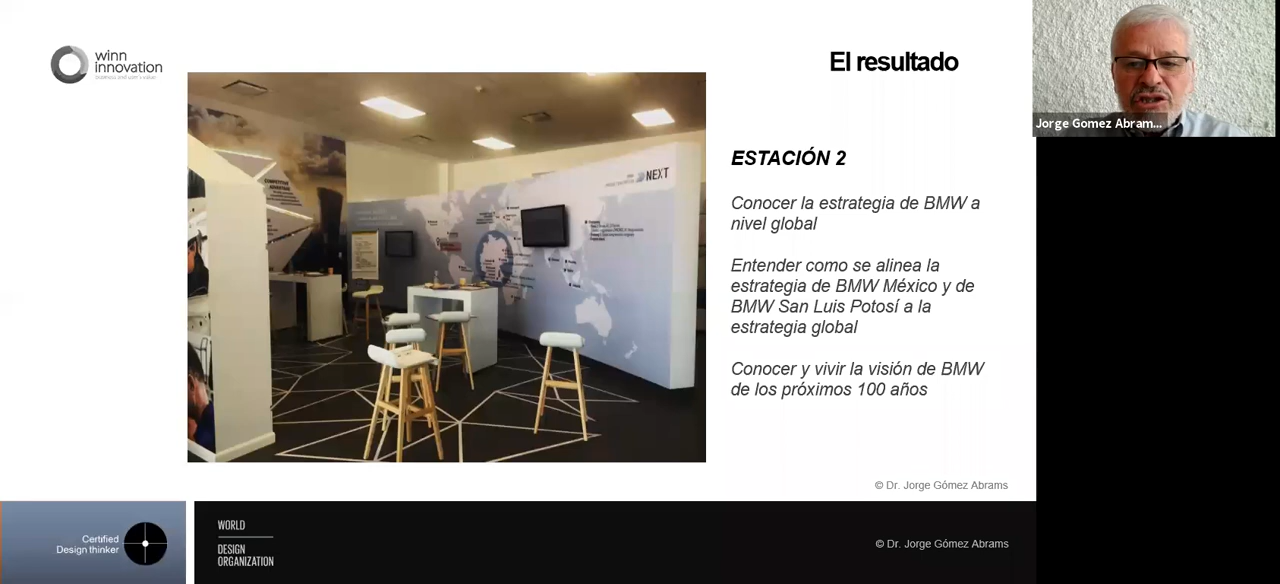 winn
innovation
El resultado
Jorge Gomez Abram...
ESTACIÓN 2
NEXT
Conocer la estrategia de BMW a
nivel global
Entender como se alinea la
estrategia de BMW México y de
BMW San Luis Potosí a la
estrategia global
Conocer y vivir la visión de BMW
de los próximos 100 años
© Dr. Jorge Gómez Abrams
Certified
Design thinker
WORLD
DESIGN
ORGANIZATION
© Dr. Jorge Gómez Abrams